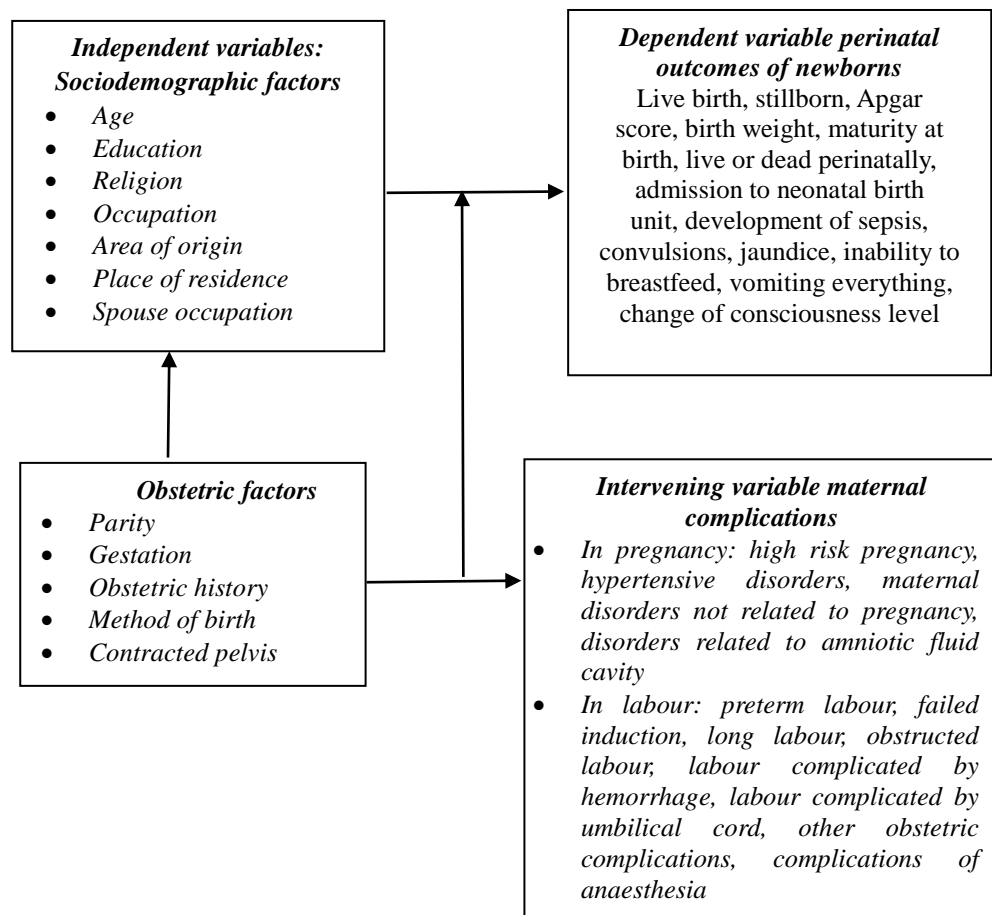 Independent variables:
Sociodemographic factors
• Age
• Education
• Religion
• Occupation
• Area of origin
• Place of residence
• Spouse occupation
Dependent variable perinatal
outcomes of newborns
Live birth, stillborn, Apgar
score, birth weight, maturity at
birth, live or dead perinatally,
admission to neonatal birth
unit, development of sepsis,
convulsions, jaundice, inability to
breastfeed, vomiting everything,
change of consciousness level
Obstetric factors
• Parity
• Gestation
• Obstetric history
• Method of birth
• Contracted pelvis
Intervening variable maternal
complications
• In pregnancy: high risk pregnancy,
hypertensive disorders, maternal
disorders not related to pregnancy,
disorders related to amniotic fluid
cavity
• In labour: preterm labour, failed
induction, long labour, obstructed
labour, labour complicated by
hemorrhage, labour complicated by
umbilical cord, other obstetric
complications, complications of
anaesthesia